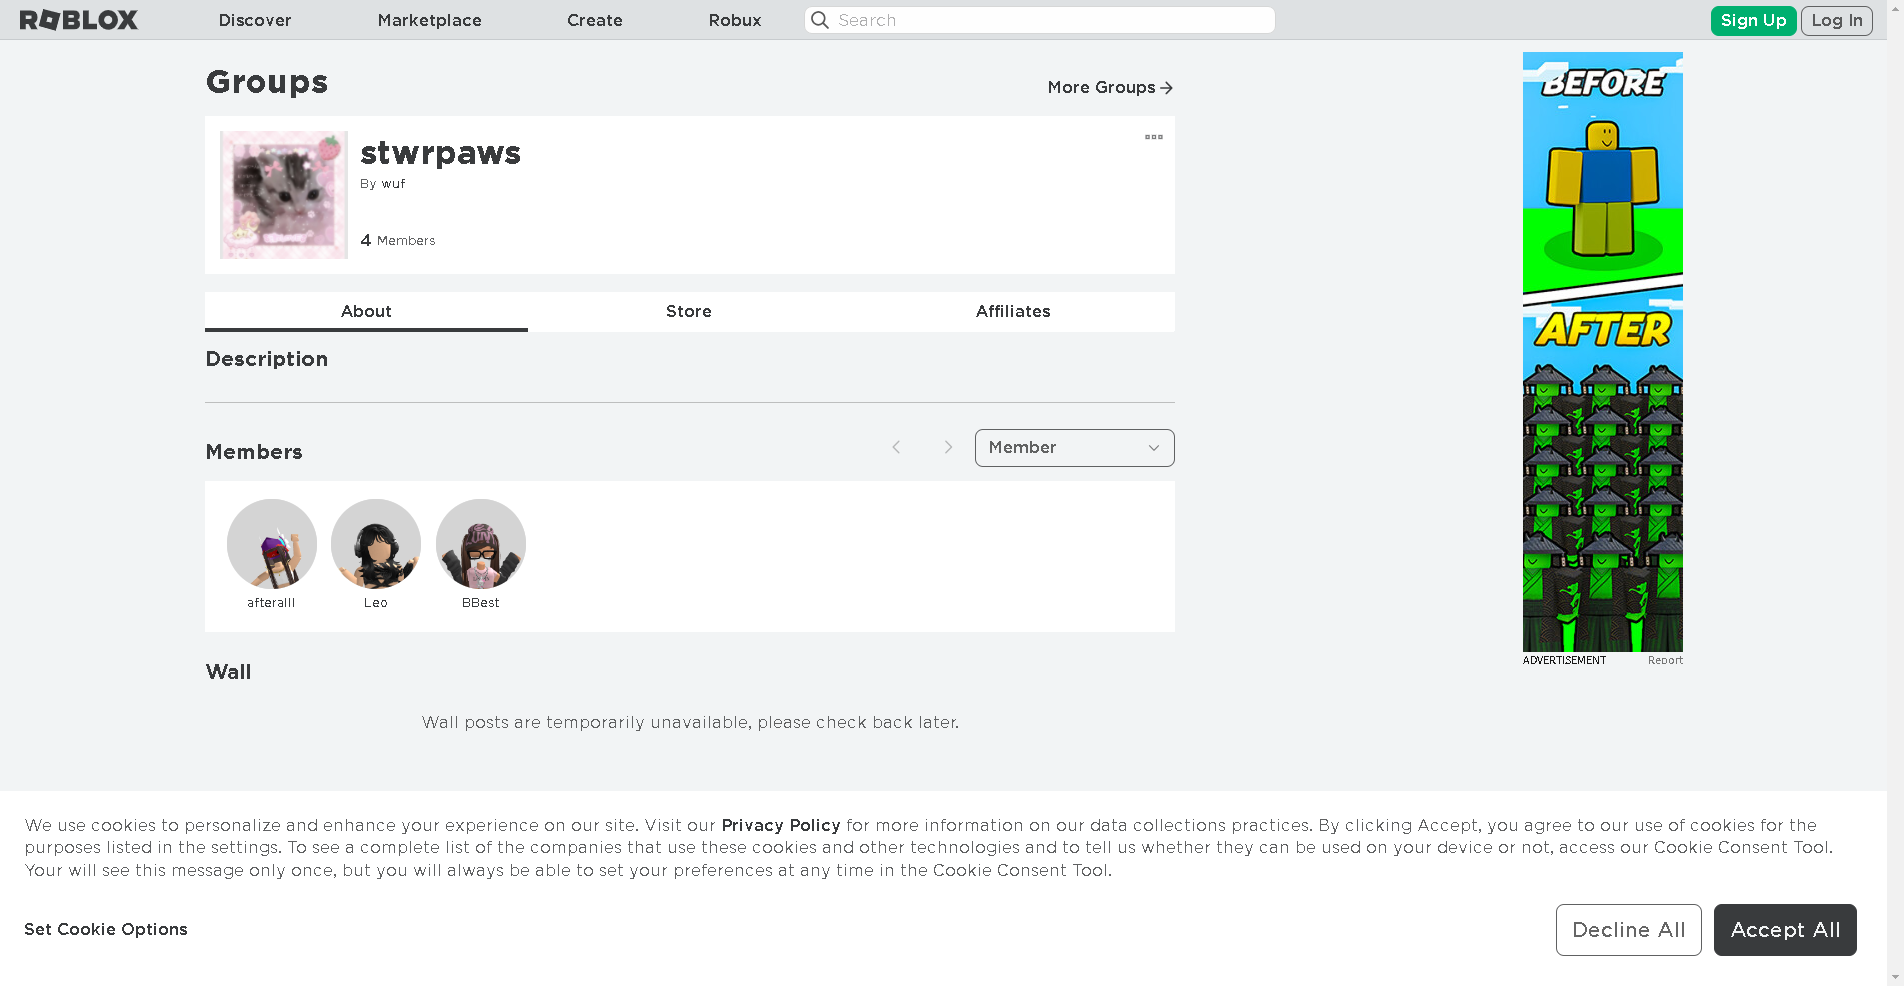 ROBLOX Discover Marketplace Create Robux Search Sign Up Log In
Groups
More Groups
stwrpaws
By wuf
4 Members
About Store Affiliates
Description
Members
Member
afteralll Leo BBest
Wall
Wall posts are temporarily unavailable, please check back later.
BEFORE
AFTER
ADVERTISEMENT Report
We use cookies to personalize and enhance your experience on our site. Visit our Privacy Policy for more information on our data collections practices. By clicking Accept, you agree to our use of cookies for the
purposes listed in the settings. To see a complete list of the companies that use these cookies and other technologies and to tell us whether they can be used on your device or not, access our Cookie Consent Tool.
Your will see this message only once, but you will always be able to set your preferences at any time in the Cookie Consent Tool.
Set Cookie Options
Decline All Accept All